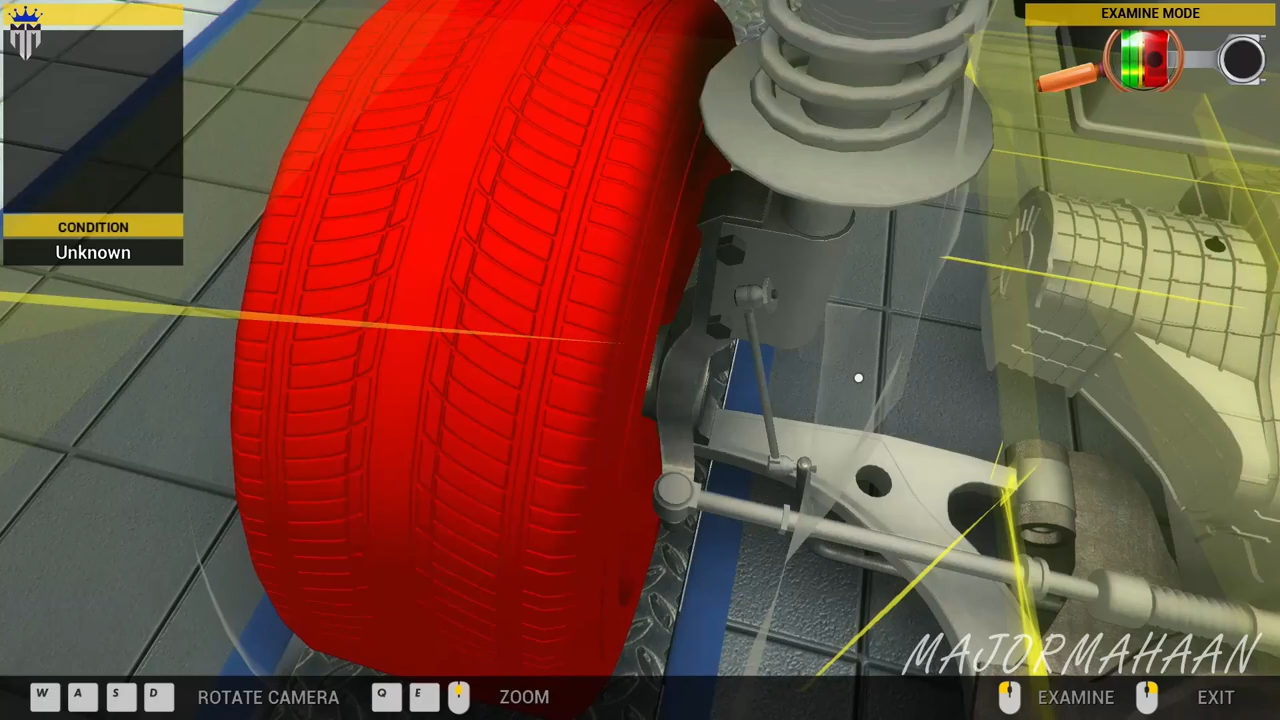 EXAMINE MODE
CONDITION
Unknown
MAJORMAHAAN
W A S D ROTATE CAMERA Q E ZOOM EXAMINE EXIT